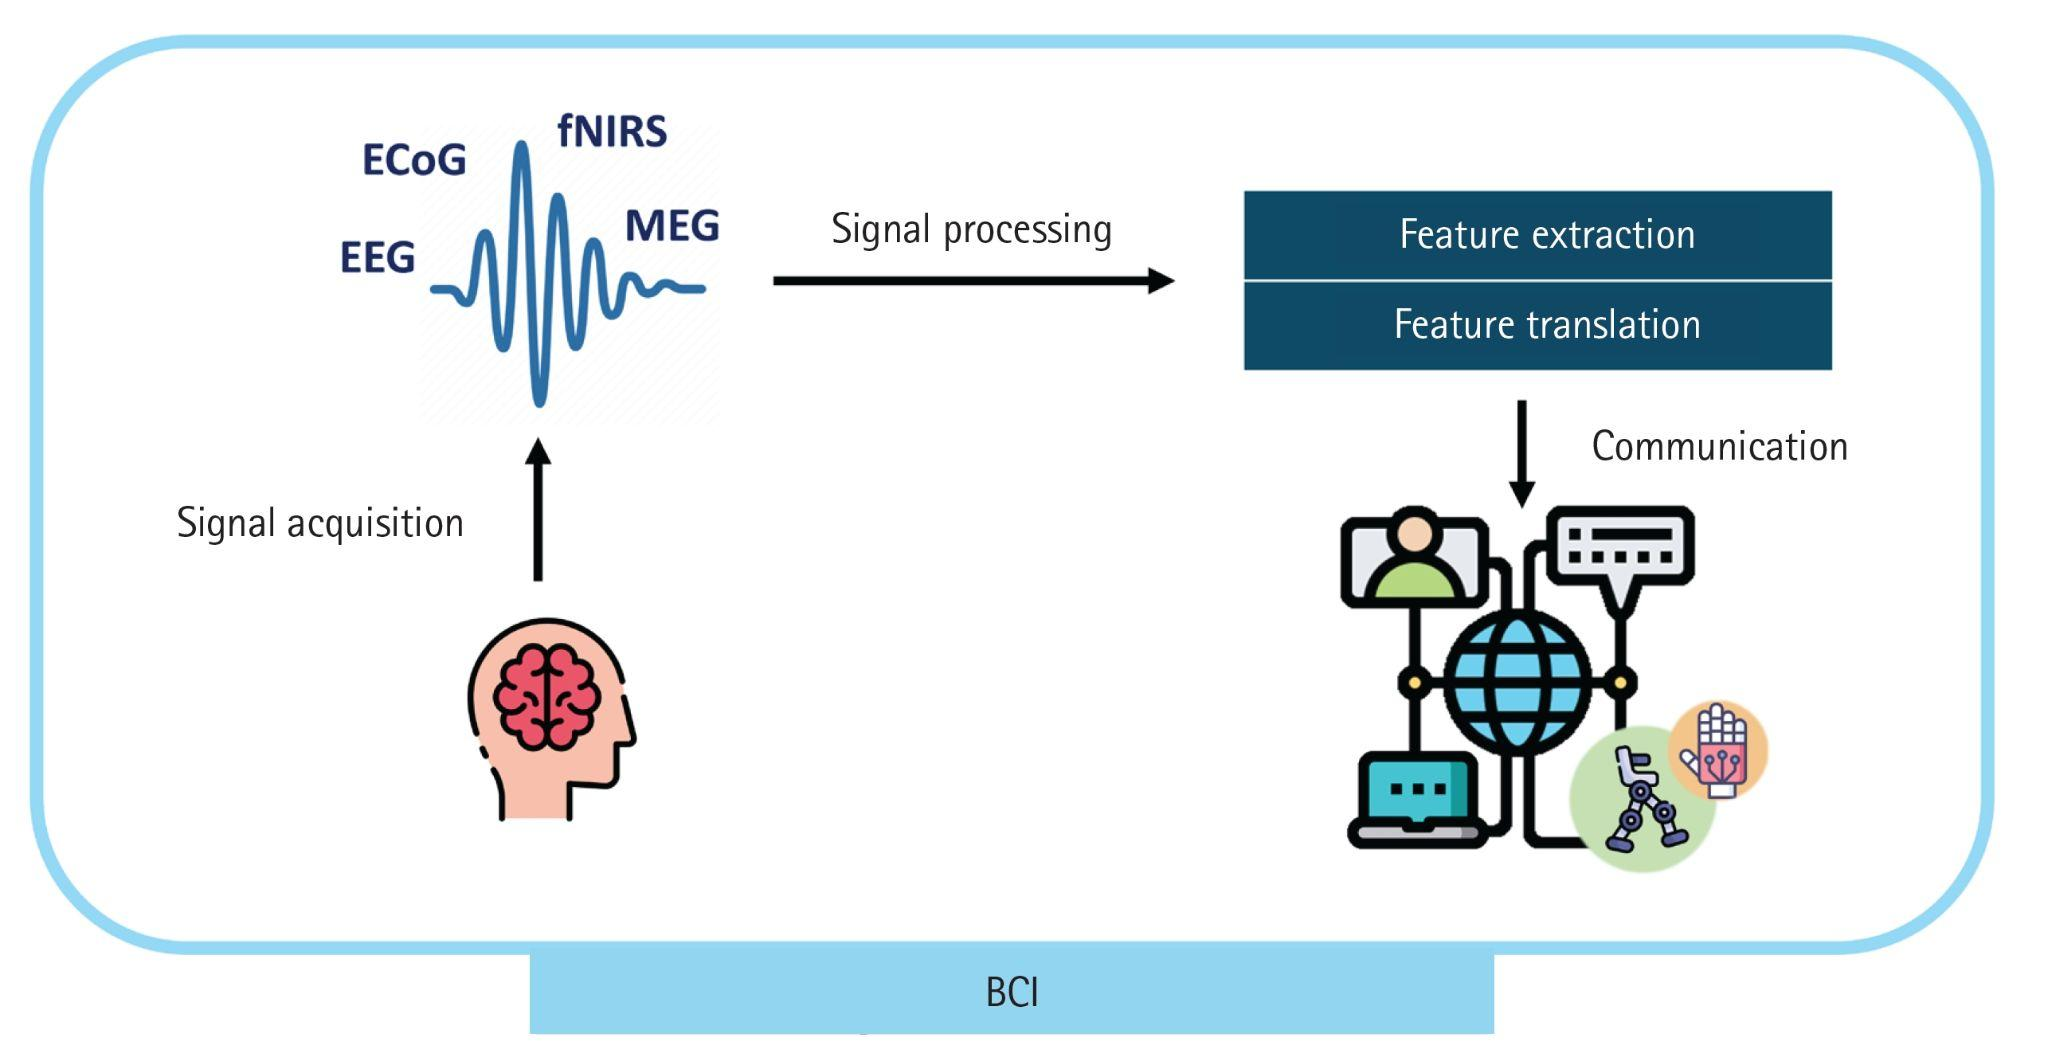 fNIRS
ECoG
MEG
EEG
Signal processing
Feature extraction
Feature translation
Communication
Signal acquisition
BCI